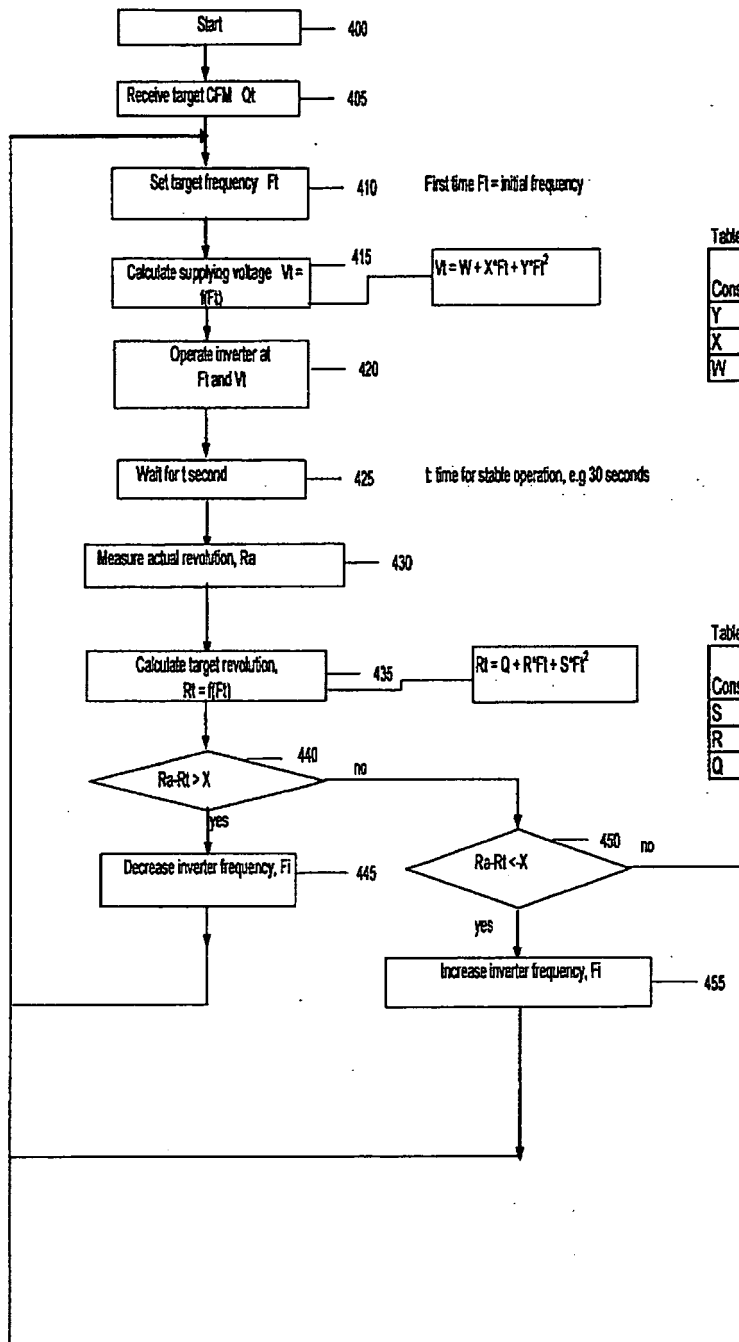 Start
400
Receive target CFM Qt
405
Set target frequency Ft
410
First time Ft = initial frequency
Calculate supplying voltage Vt =
f(Ft)
415
Vt = W + X*Ft + Y*Ft²
Table
Cons
Y
X
W
Operate inverter at
Ft and Vt
420
Wait for t second
425
t: time for stable operation, e.g 30 seconds
Measure actual revolution, Ra
430
Calculate target revolution,
Rt = f(Ft)
435
Rt = Q + R*Ft + S*Ft²
Table
Cons
S
R
Q
Ra-Rt > X
440
no
yes
Decrease inverter frequency, Fi
445
Ra-Rt <-X
450
no
yes
Increase inverter frequency, Fi
455